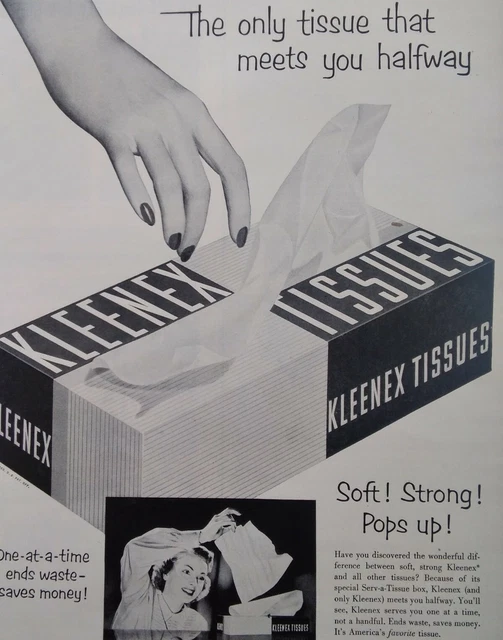 The only tissue that
meets you halfway
KLEENEX
TISSUES
LEENEX
KLEENEX TISSUES
Soft! Strong!
Pops up!
One-at-a-time
ends waste-
saves money!
KLEENEX TISSUES
Have you discovered the wonderful dif-
ference between soft, strong Kleenex*
and all other tissues? Because of its
special Serv-a-Tissue box, Kleenex (and
only Kleenex) meets you halfway. You'll
see, Kleenex serves you one at a time,
not a handful. Ends waste, saves money.
It's America's favorite tissue.